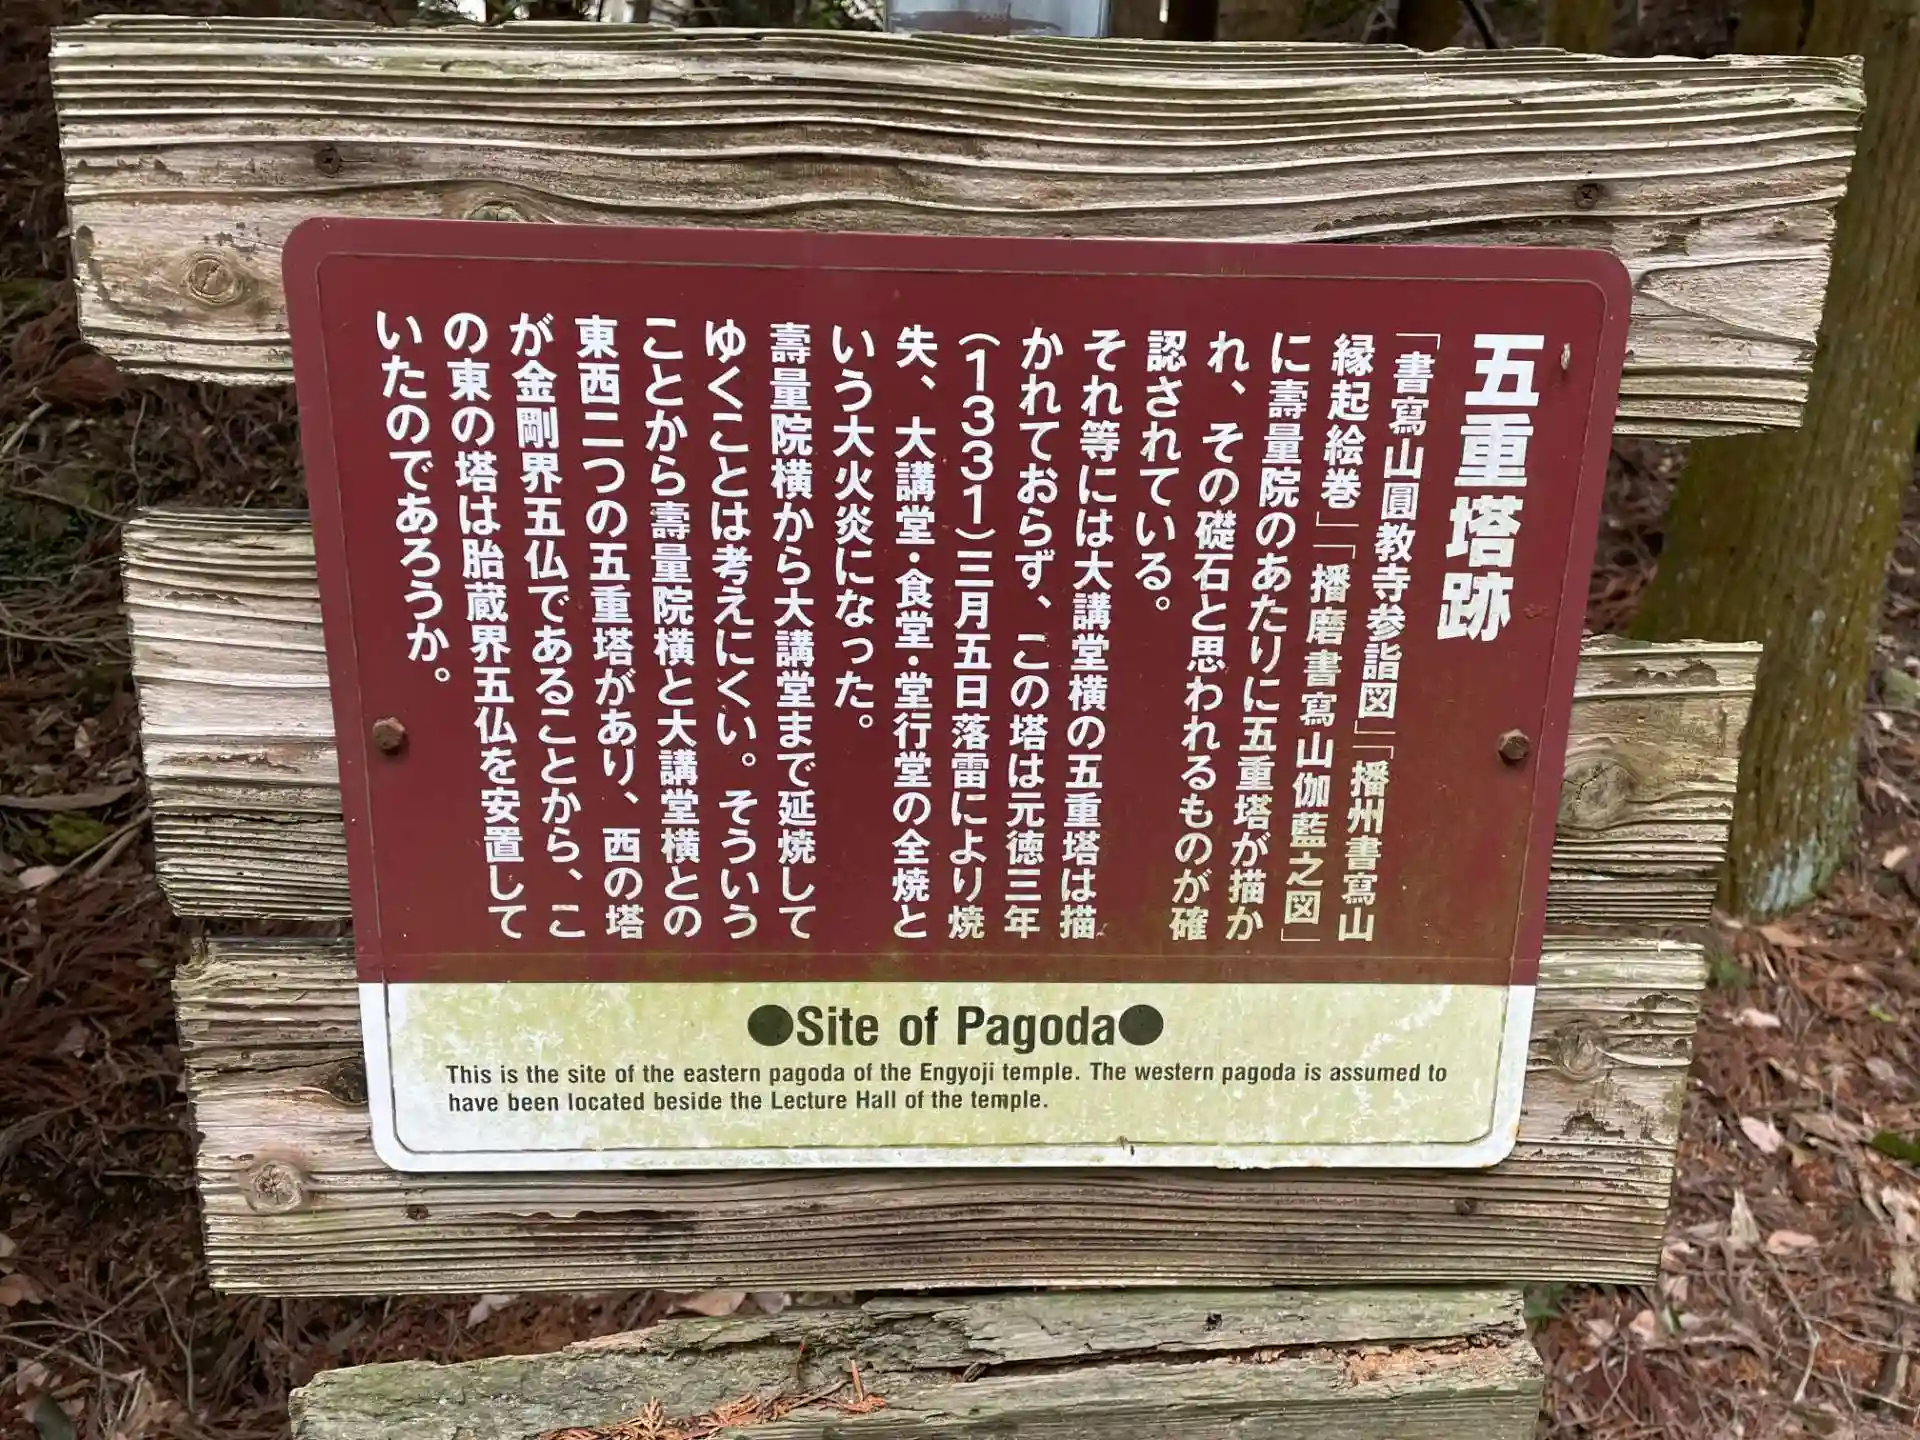 五重塔跡
「書寫山圓教寺参詣図」「播州書寫山
縁起絵巻」「播磨書寫山伽藍之図」
に壽量院のあたりに五重塔が描か
れ、その礎石と思われるものが確
認されている。
それ等には大講堂横の五重塔は描
かれておらず、この塔は元徳三年
(1331)三月五日落雷により焼
失、大講堂・食堂・堂行堂の全焼と
いう大火炎になった。
壽量院横から大講堂まで延焼して
ゆくことは考えにくい。そういう
ことから壽量院横と大講堂横との
東西二つの五重塔があり、西の塔
が金剛界五仏であることから、こ
の東の塔は胎蔵界五仏を安置して
いたのであろうか。
●Site of Pagoda●
This is the site of the eastern pagoda of the Engyoji temple. The western pagoda is assumed to
have been located beside the Lecture Hall of the temple.